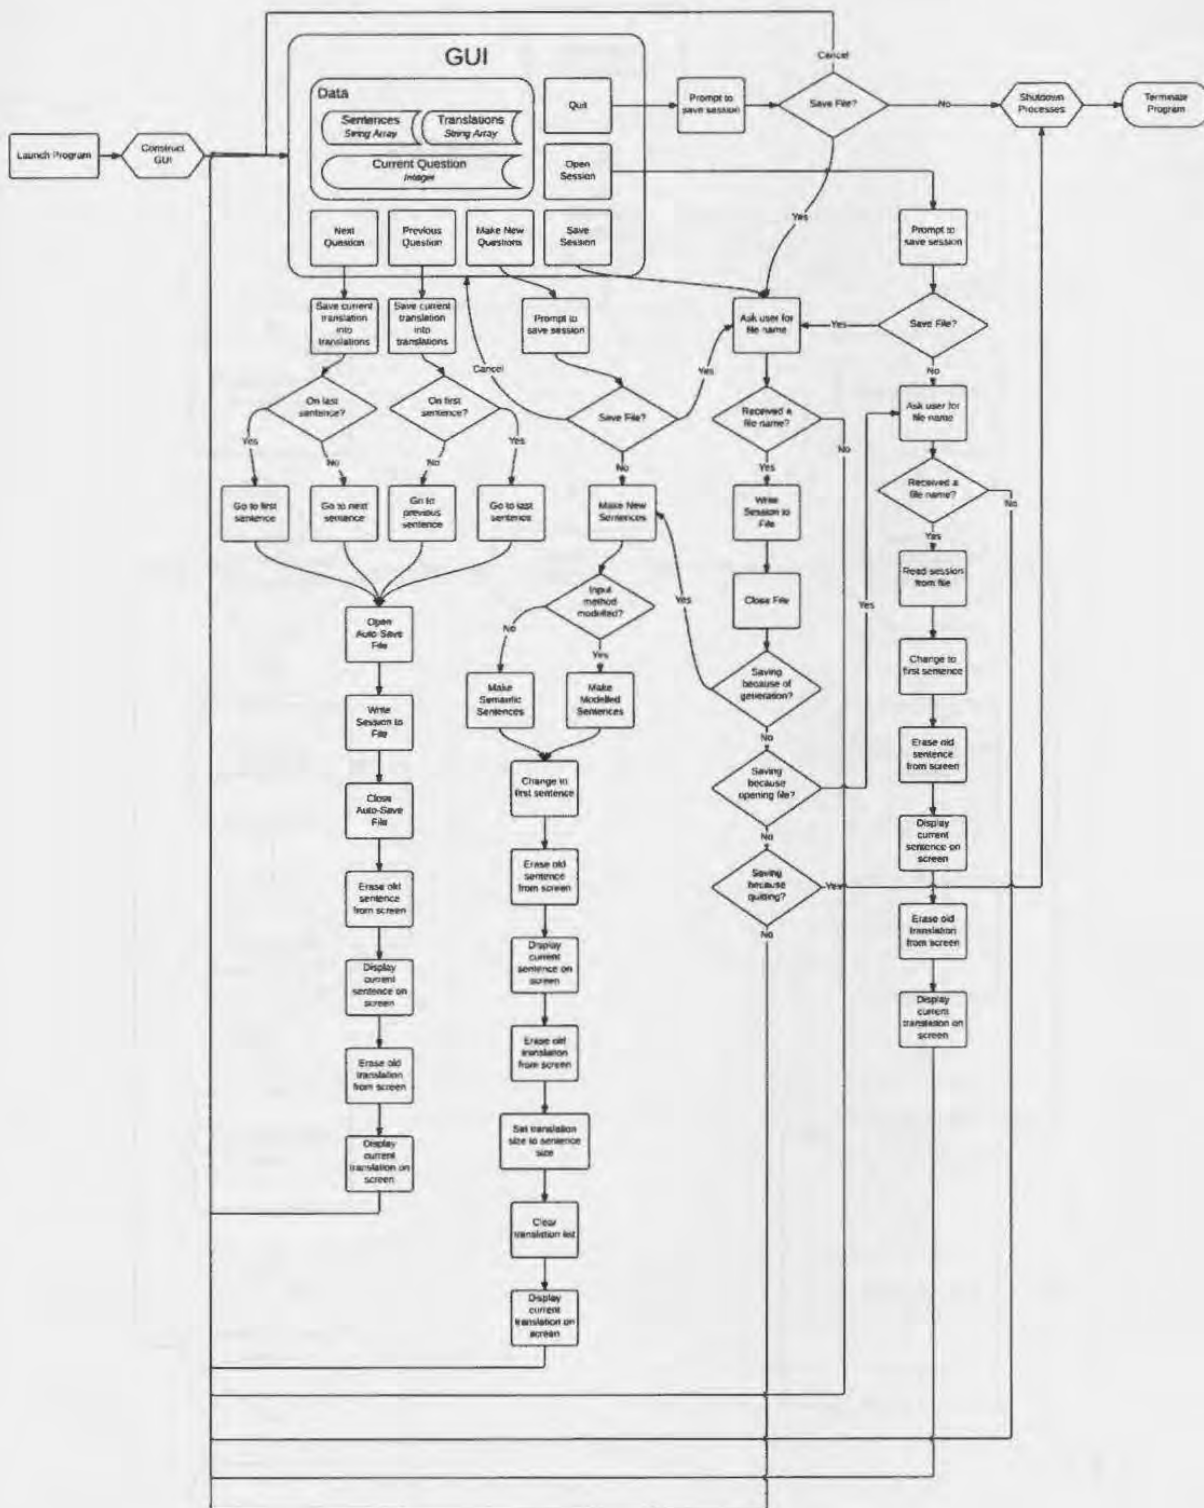 Cancel
GUI
Data
Sentences
String Array
Translations
String Array
Current Question
Integer
Quit
Prompt to
save session
Save File?
No
Shutdown
Processes
Terminate
Program
Launch Program
Construct
GUI
Open
Session
Yes
Next
Question
Previous
Question
Make New
Questions
Save
Session
Prompt to
save session
Save current
translation
into
translations
Save current
translation
into
translations
Prompt to
save session
Ask user for
file name
Yes
Save File?
Cancel
Yes
No
On last
sentence?
On first
sentence?
Save File?
Received a
file name?
Ask user for
file name
Yes
No
No
Yes
No
Yes
No
Received a
file name?
No
Go to first
sentence
Go to next
sentence
Go to
previous
sentence
Go to last
sentence
Make New
Sentences
Write
Session to
File
Yes
Read session
from file
Input
method
modelled?
Yes
Close File
Yes
Open
Auto-Save
File
No
Yes
Change to
first sentence
Make
Semantic
Sentences
Make
Modelled
Sentences
Saving
because of
generation?
Write
Session to
File
No
Erase old
sentence
from screen
Change to
first sentence
Saving
because
opening file?
Close
Auto-Save
File
No
Display
current
sentence on
screen
Erase old
sentence
from screen
Erase old
sentence
from screen
Saving
because
quitting?
Yes
Erase old
translation
from screen
No
Display
current
sentence on
screen
Display
current
sentence on
screen
Display
current
translation on
screen
Erase old
translation
from screen
Erase old
translation
from screen
Set translation
size to sentence
size
Display
current
translation on
screen
Clear
translation list
Display
current
translation on
screen